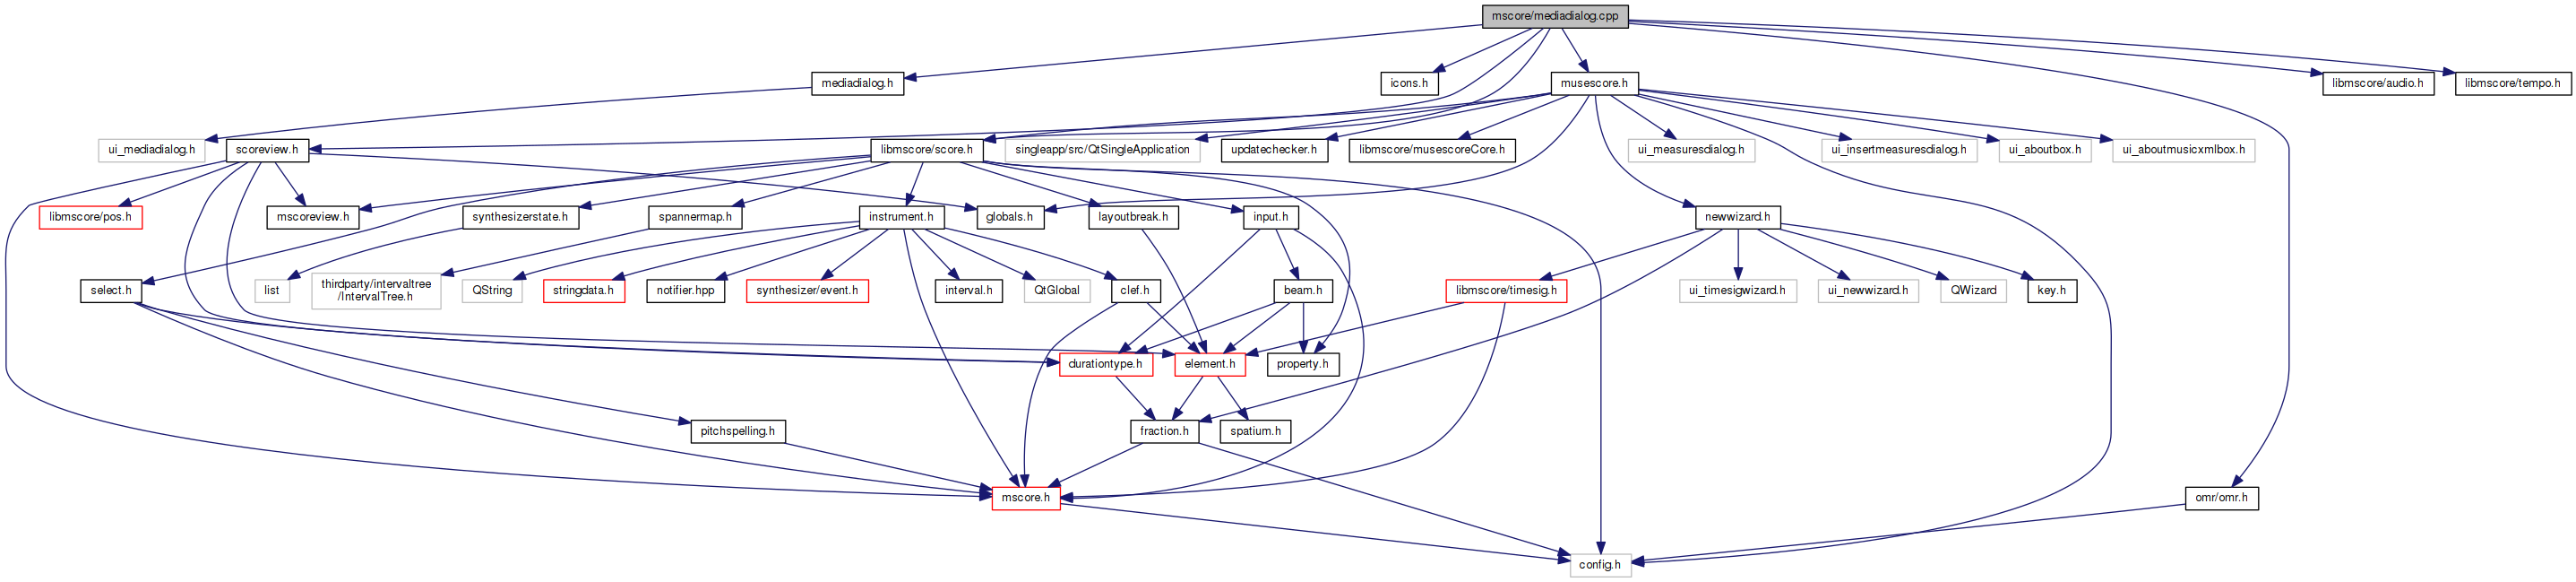 mscore/mediadialog.cpp
mediadialog.h
icons.h
musescore.h
libmscore/audio.h
libmscore/tempo.h
ui_mediadialog.h
scoreview.h
libmscore/score.h
singleapp/src/QtSingleApplication
updatechecker.h
libmscore/musescoreCore.h
ui_measuresdialog.h
ui_insertmeasuresdialog.h
ui_aboutbox.h
ui_aboutmusicxmlbox.h
libmscore/pos.h
mscoreview.h
synthesizerstate.h
spannermap.h
instrument.h
globals.h
layoutbreak.h
input.h
newwizard.h
select.h
list
thirdparty/intervaltree
/IntervalTree.h
QString
stringdata.h
notifier.hpp
synthesizer/event.h
interval.h
QtGlobal
clef.h
beam.h
libmscore/timesig.h
ui_timesigwizard.h
ui_newwizard.h
QWizard
key.h
durationtype.h
element.h
property.h
pitchspelling.h
fraction.h
spatium.h
mscore.h
omr/omr.h
config.h